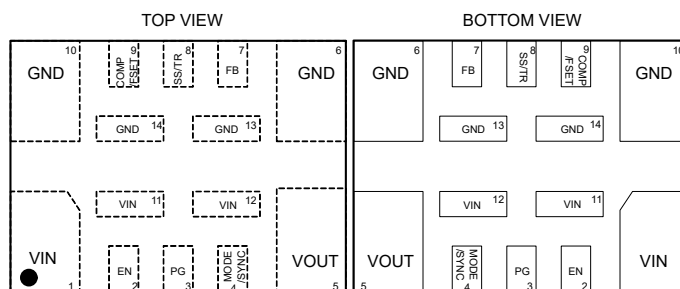 TOP VIEW
BOTTOM VIEW
10 9 8 7 6
GND COMP /FSET SS/TR FB GND
GND 14 GND 13
VIN 11 VIN 12
VIN EN PG MODE /SYNC VOUT
1 2 3 4 5
6 7 8 9 10
GND FB SS/TR COMP /FSET GND
GND 13 GND 14
VIN 12 VIN 11
VOUT MODE /SYNC PG EN VIN
5 4 3 2 1